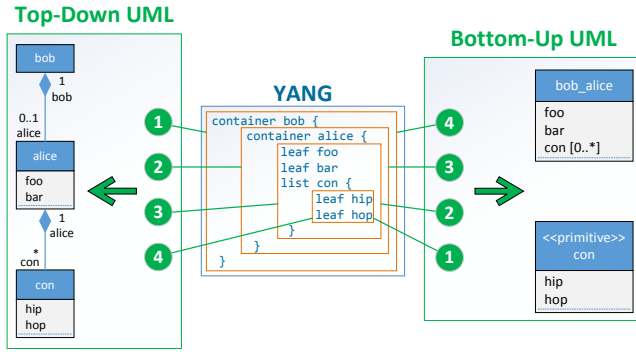 Top-Down UML
bob
1
bob
0..1
alice
alice
foo
bar
1
alice
*
con
con
hip
hop
YANG
1
2
3
4
container bob {
container alice {
leaf foo
leaf bar
list con {
leaf hip
leaf hop
}
}
}
4
3
2
1
Bottom-Up UML
bob_alice
foo
bar
con [0..*]
<<primitive>>
con
hip
hop